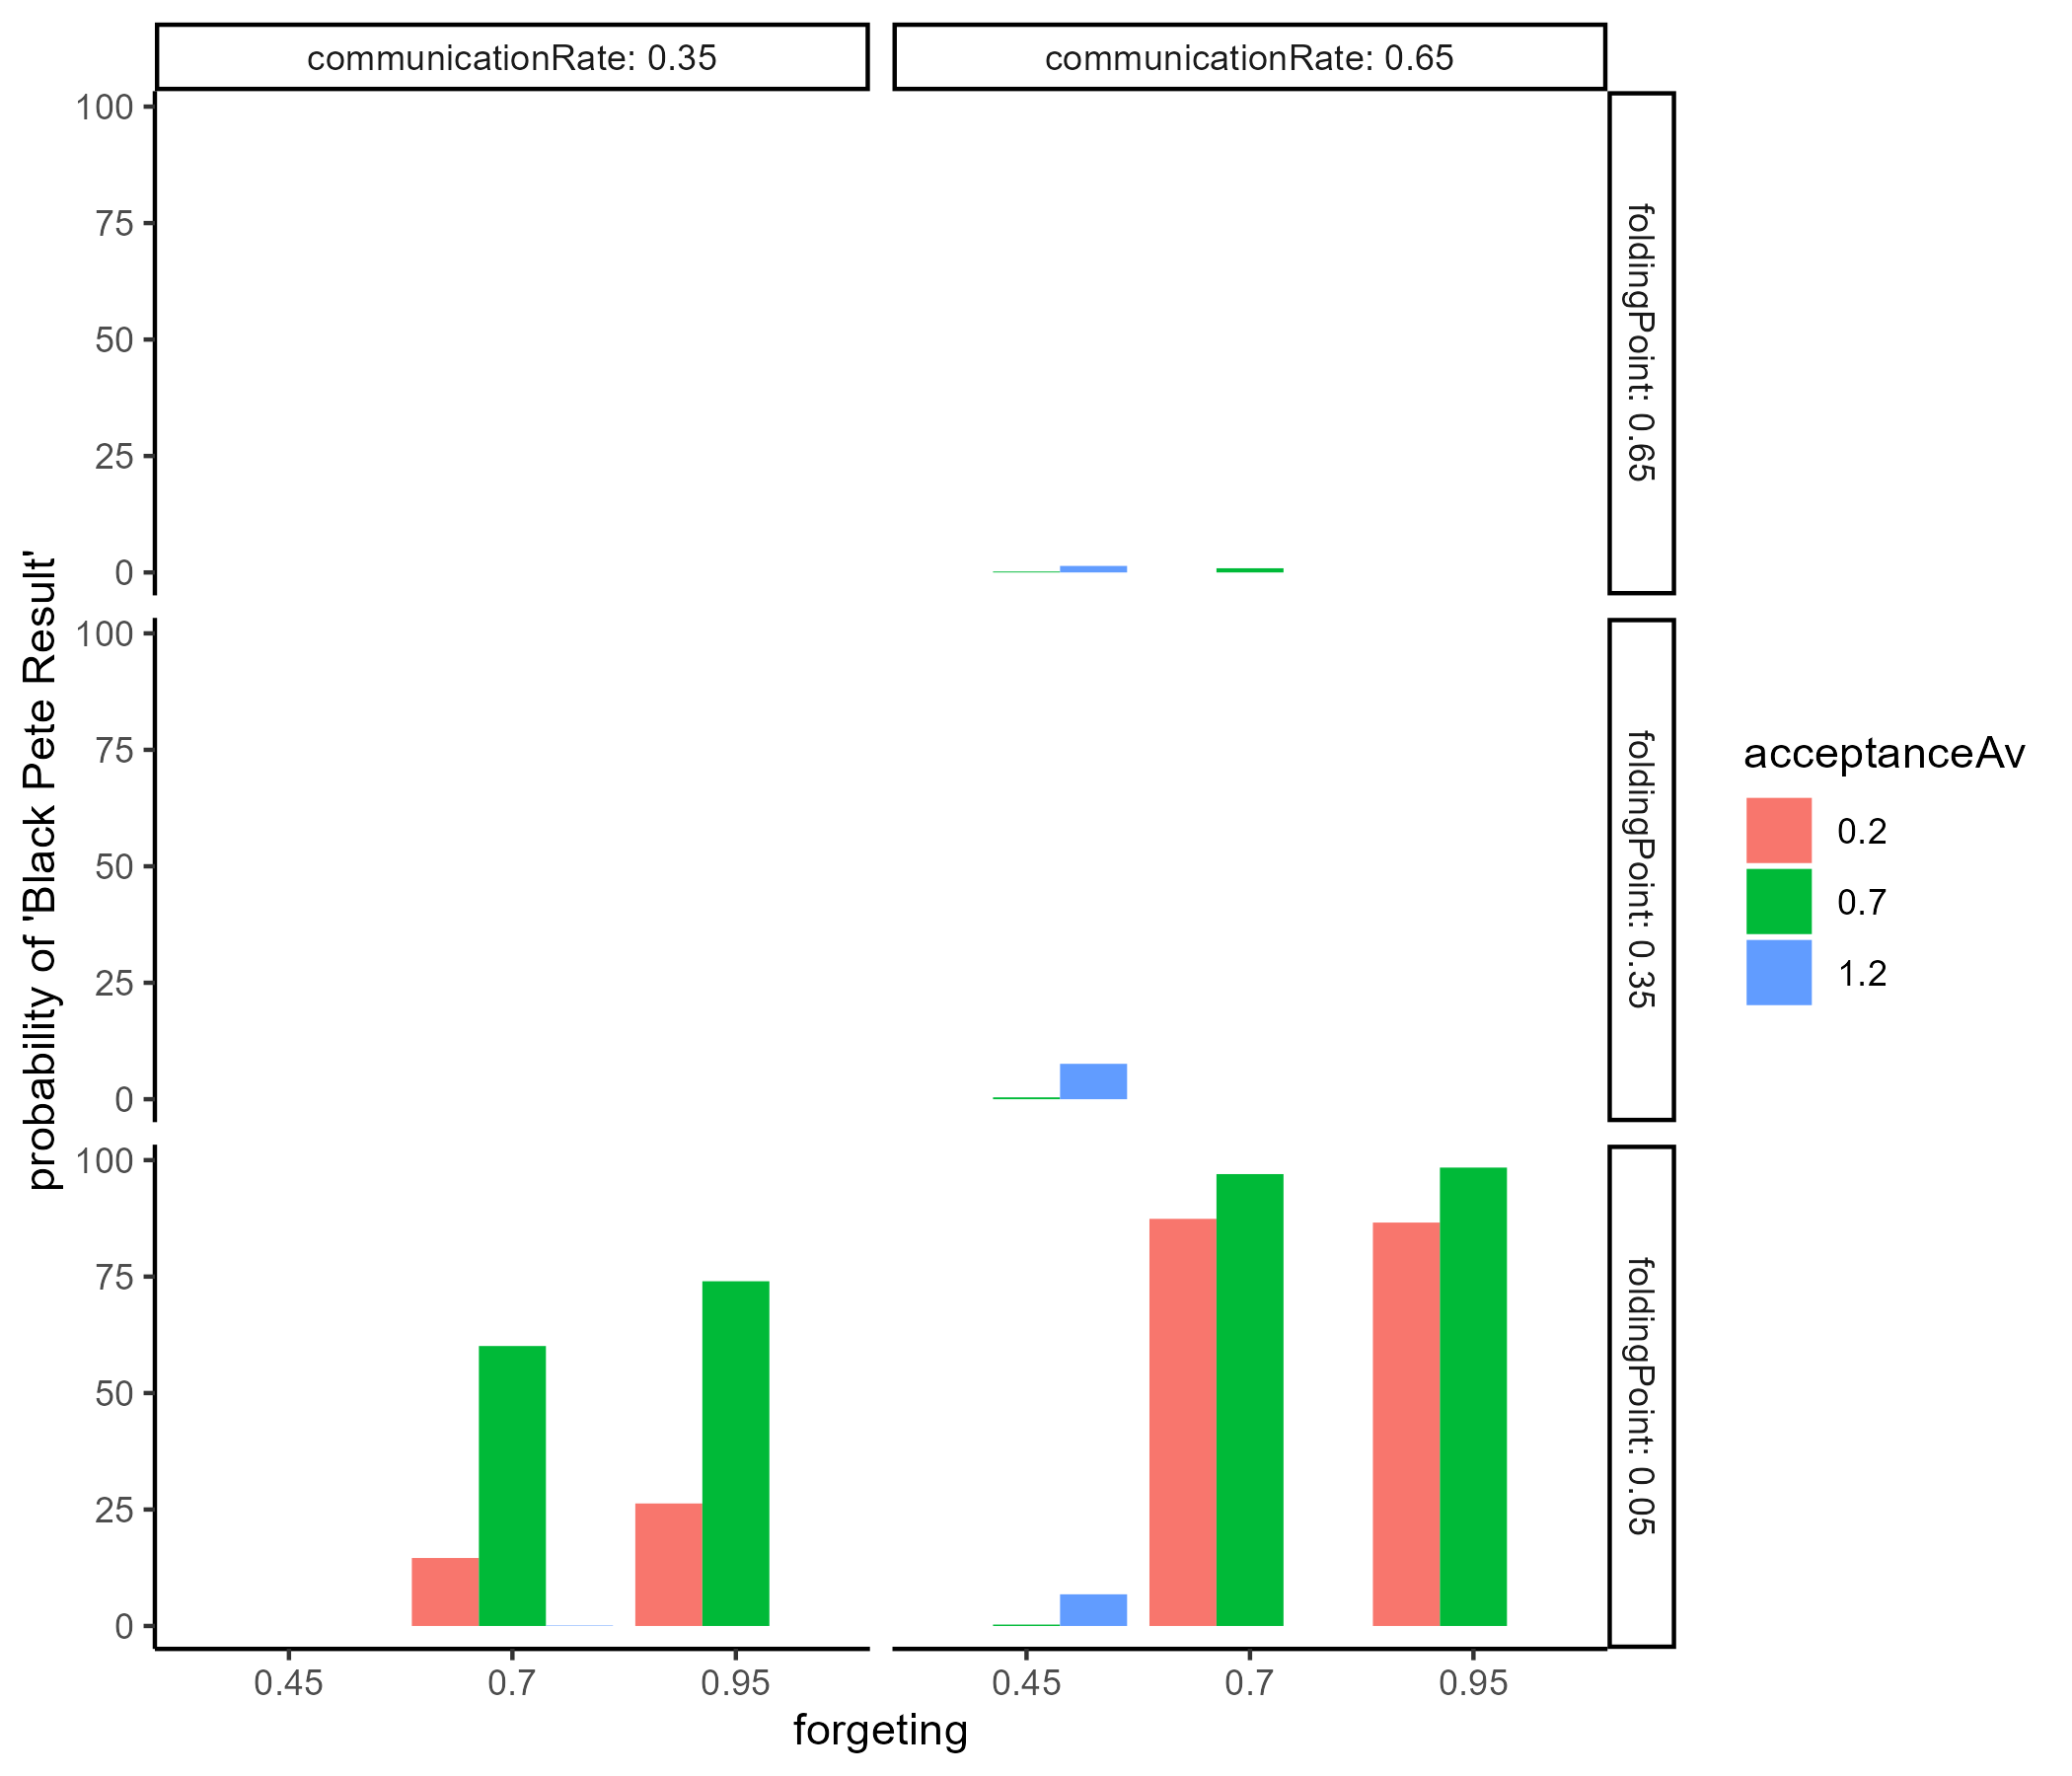 communicationRate: 0.35
communicationRate: 0.65
100
75
50
25
0
foldingPoint: 0.65
100
75
50
25
0
foldingPoint: 0.35
100
75
50
25
0
foldingPoint: 0.05
probability of 'Black Pete Result'
0.45 0.7 0.95
0.45 0.7 0.95
forgeting
acceptanceAv
0.2
0.7
1.2